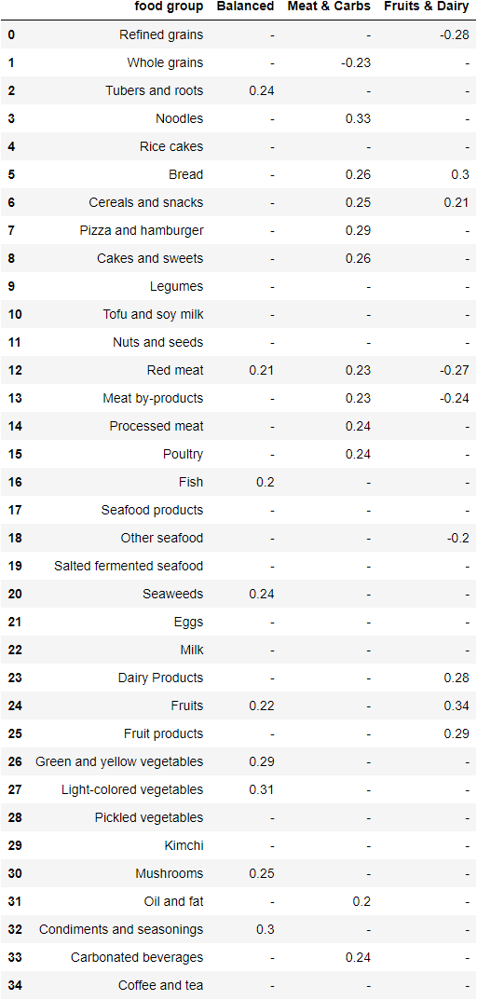 food group Balanced Meat & Carbs Fruits & Dairy
0 Refined grains - - -0.28
1 Whole grains - -0.23 -
2 Tubers and roots 0.24 - -
3 Noodles - 0.33 -
4 Rice cakes - - -
5 Bread - 0.26 0.3
6 Cereals and snacks - 0.25 0.21
7 Pizza and hamburger - 0.29 -
8 Cakes and sweets - 0.26 -
9 Legumes - - -
10 Tofu and soy milk - - -
11 Nuts and seeds - - -
12 Red meat 0.21 0.23 -0.27
13 Meat by-products - 0.23 -0.24
14 Processed meat - 0.24 -
15 Poultry - 0.24 -
16 Fish 0.2 - -
17 Seafood products - - -
18 Other seafood - - -0.2
19 Salted fermented seafood - - -
20 Seaweeds 0.24 - -
21 Eggs - - -
22 Milk - - -
23 Dairy Products - - 0.28
24 Fruits 0.22 - 0.34
25 Fruit products - - 0.29
26 Green and yellow vegetables 0.29 - -
27 Light-colored vegetables 0.31 - -
28 Pickled vegetables - - -
29 Kimchi - - -
30 Mushrooms 0.25 - -
31 Oil and fat - 0.2 -
32 Condiments and seasonings 0.3 - -
33 Carbonated beverages - 0.24 -
34 Coffee and tea - - -